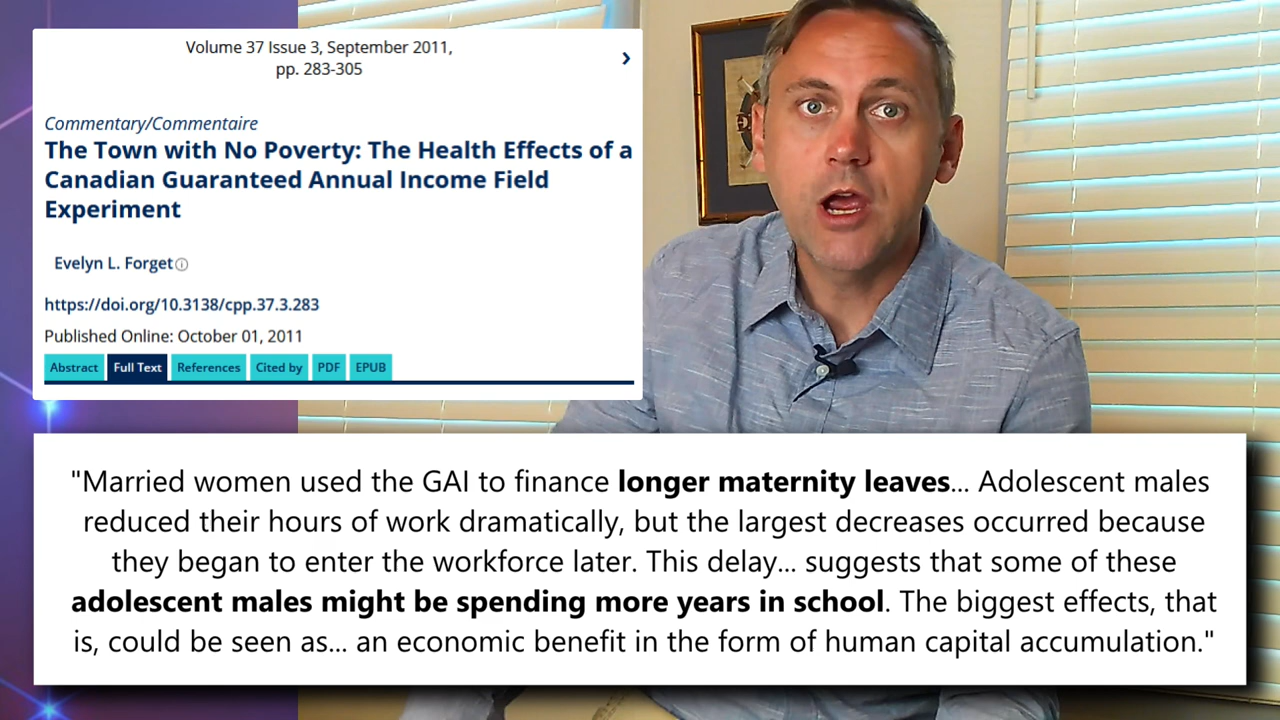 Volume 37 Issue 3, September 2011,
pp. 283-305
Commentary/Commentaire
The Town with No Poverty: The Health Effects of a
Canadian Guaranteed Annual Income Field
Experiment
Evelyn L. Forget
https://doi.org/10.3138/cpp.37.3.283
Published Online: October 01, 2011
Abstract Full Text References Cited by PDF EPUB
"Married women used the GAI to finance longer maternity leaves... Adolescent males
reduced their hours of work dramatically, but the largest decreases occurred because
they began to enter the workforce later. This delay... suggests that some of these
adolescent males might be spending more years in school. The biggest effects, that
is, could be seen as... an economic benefit in the form of human capital accumulation."